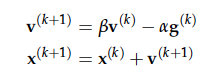 v^(k+1) = βv^(k) − αg^(k)
x^(k+1) = x^(k) + v^(k+1)